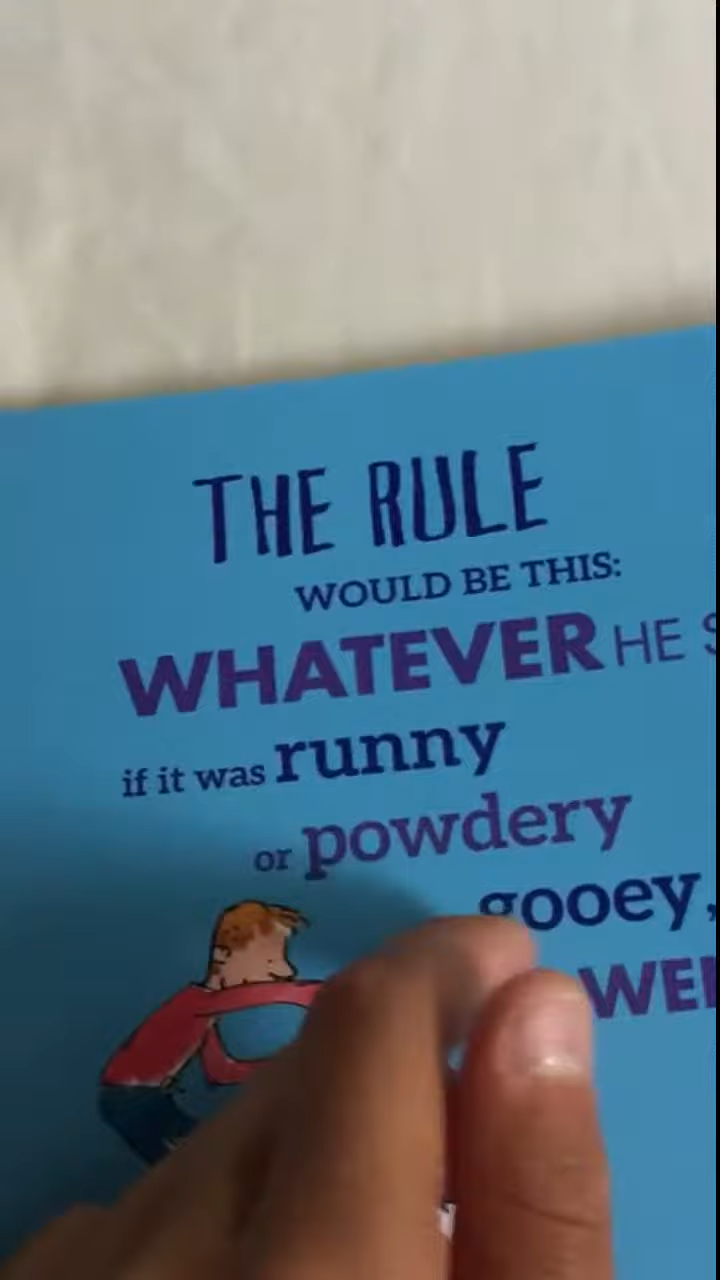 THE RULE
WOULD BE THIS:
WHATEVER HE
if it was runny
or powdery
gooey,